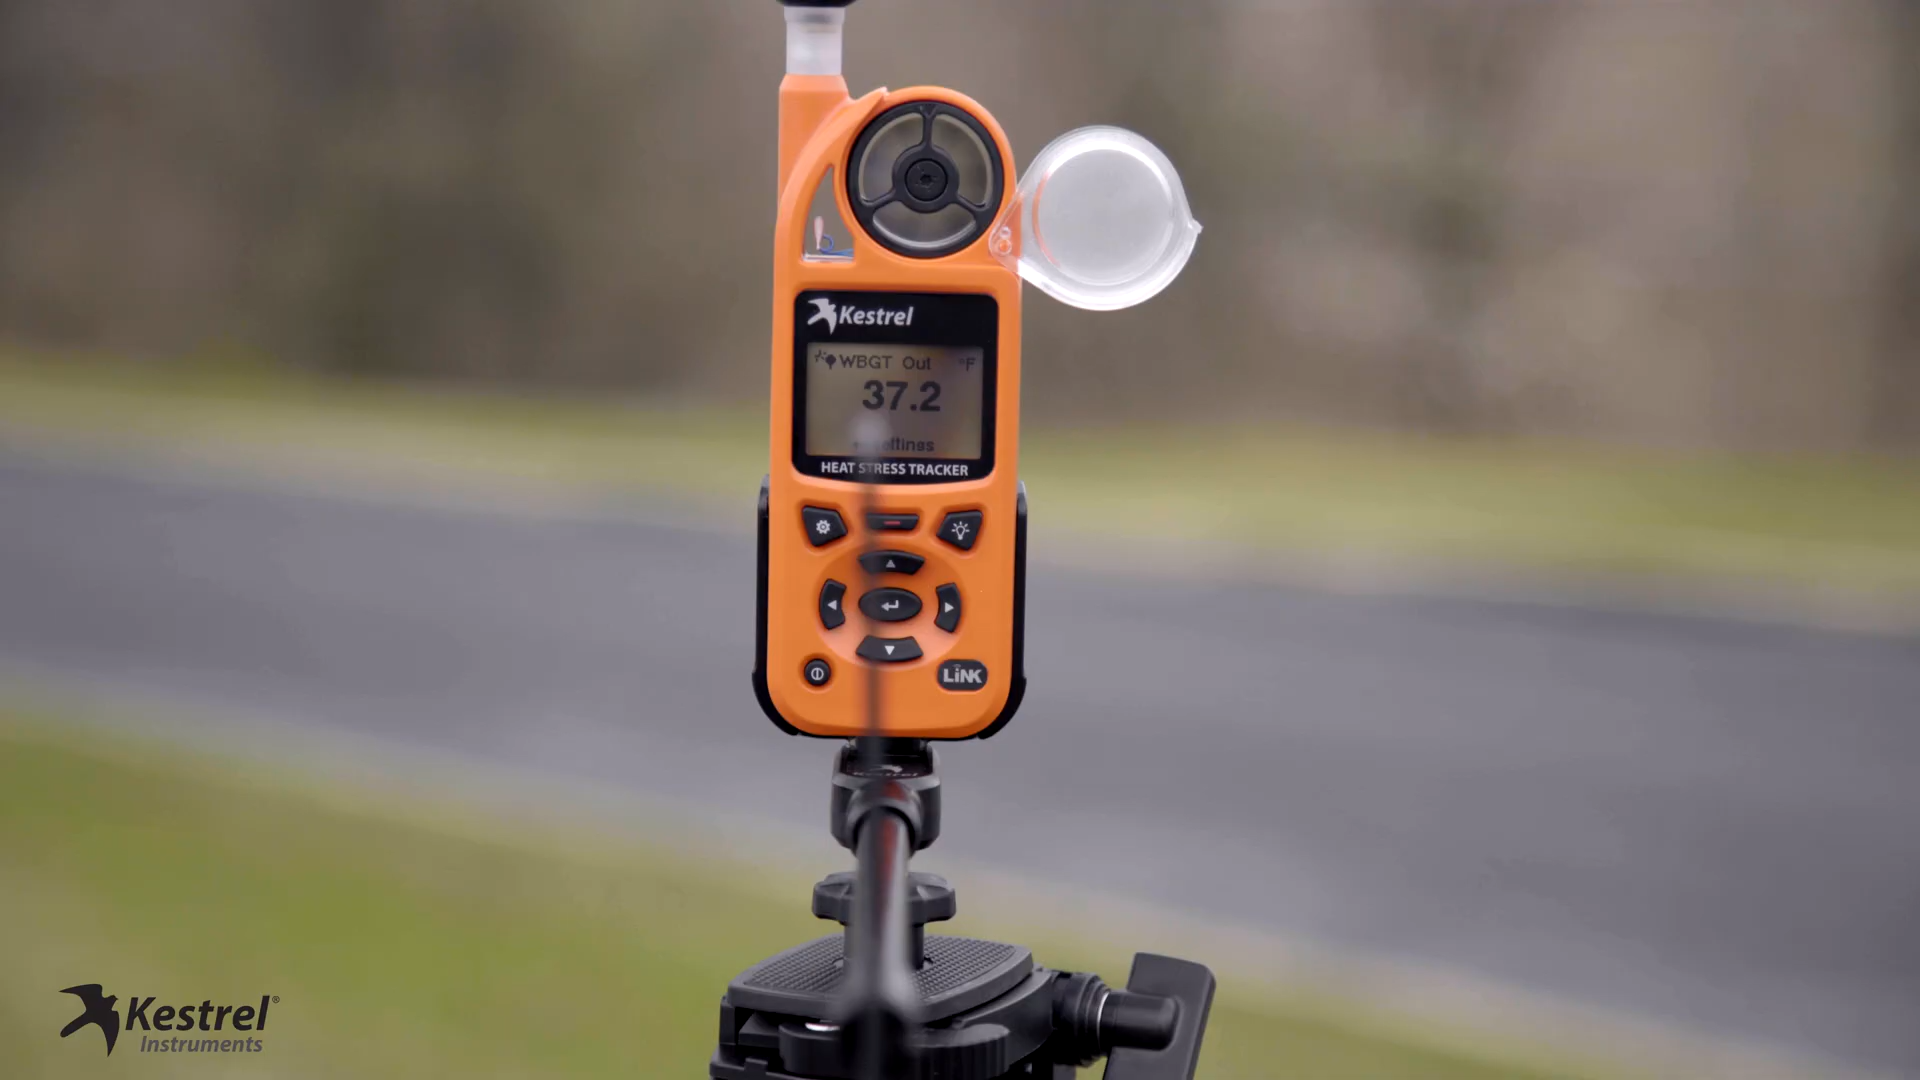 Kestrel
WBGT Out °F
37.2
HEAT STRESS TRACKER
LiNK
Kestrel®
Instruments